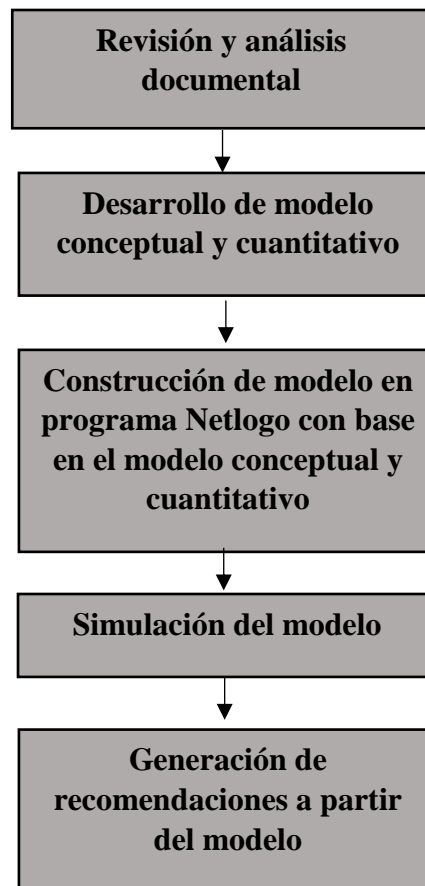 Revisión y análisis
documental
Desarrollo de modelo
conceptual y cuantitativo
Construcción de modelo en
programa Netlogo con base
en el modelo conceptual y
cuantitativo
Simulación del modelo
Generación de
recomendaciones a partir
del modelo